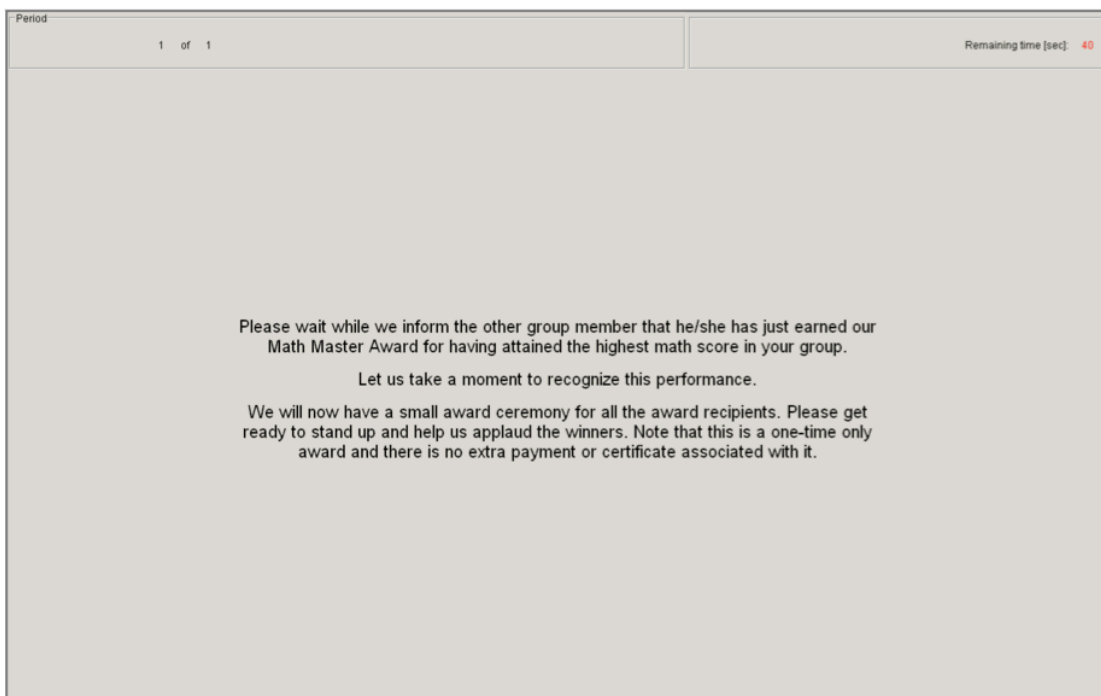 Period
1 of 1
Remaining time [sec]: 40
Please wait while we inform the other group member that he/she has just earned our
Math Master Award for having attained the highest math score in your group.
Let us take a moment to recognize this performance.
We will now have a small award ceremony for all the award recipients. Please get
ready to stand up and help us applaud the winners. Note that this is a one-time only
award and there is no extra payment or certificate associated with it.